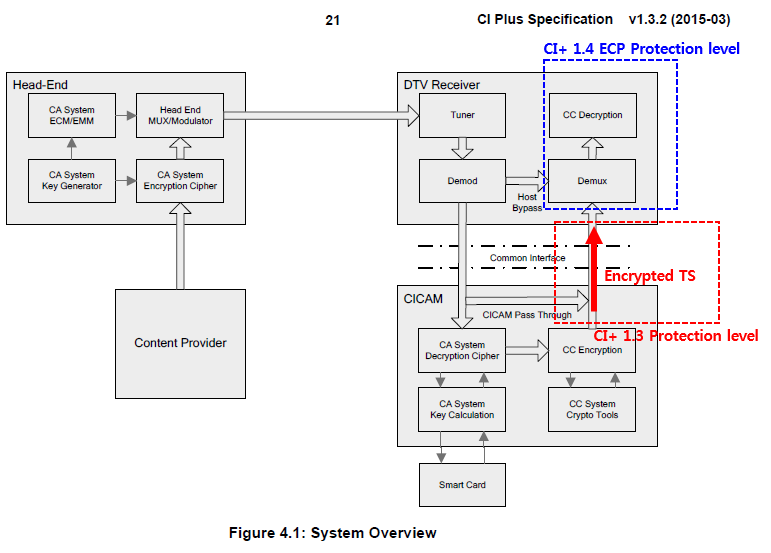 21
CI Plus Specification v1.3.2 (2015-03)
CI+ 1.4 ECP Protection level
Head-End
CA System
ECM/EMM
Head End
MUX/Modulator
CA System
Key Generator
CA System
Encryption Cipher
Content Provider
DTV Receiver
Tuner
CC Decryption
Demod
Host
Bypass
Demux
Common Interface
Encrypted TS
CICAM
CICAM Pass Through
CI+ 1.3 Protection level
CA System
Decryption Cipher
CC Encryption
CA System
Key Calculation
CC System
Crypto Tools
Smart Card
Figure 4.1: System Overview